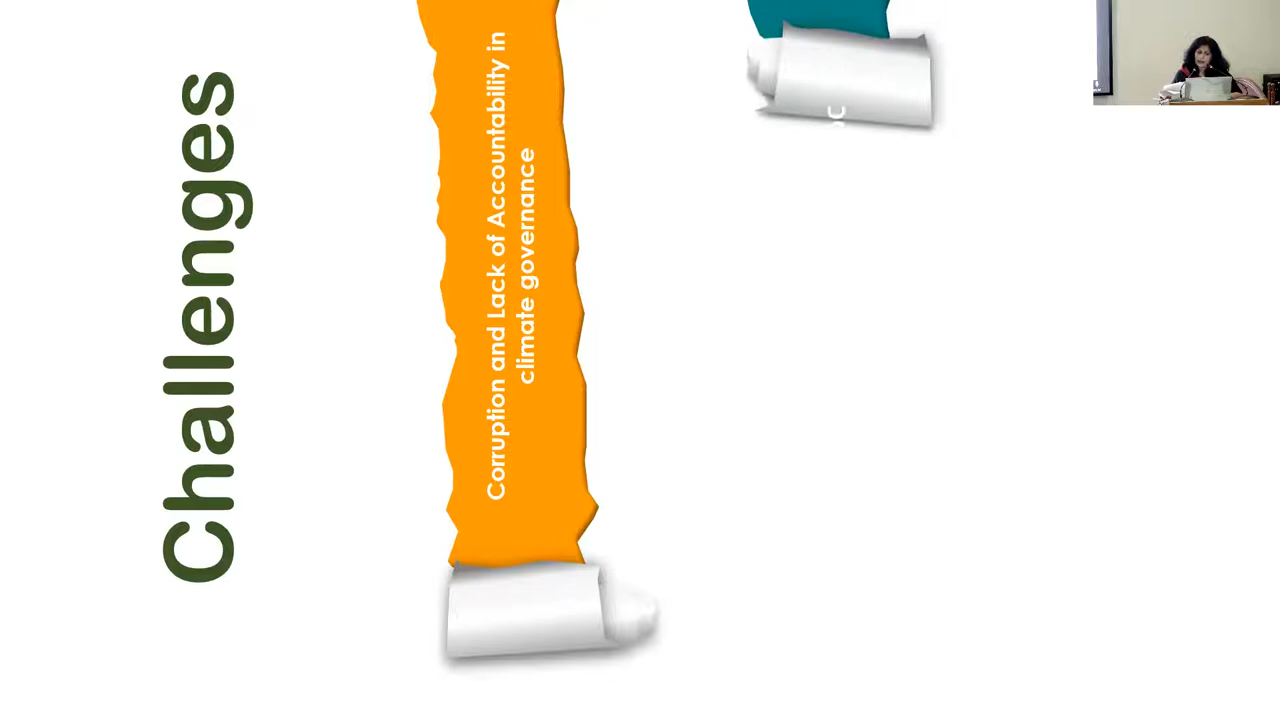 Challenges
Corruption and Lack of Accountability in
climate governance